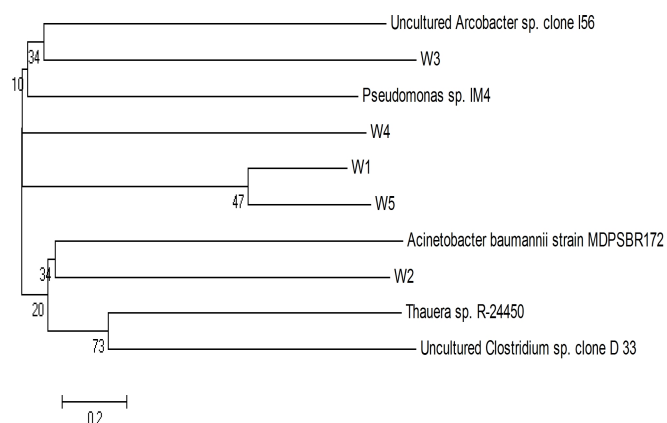 Uncultured Arcobacter sp. clone I56
34
W3
10
Pseudomonas sp. IM4
W4
W1
47
W5
Acinetobacter baumannii strain MDPSBR172
34
W2
20
Thauera sp. R-24450
73
Uncultured Clostridium sp. clone D 33
0.2